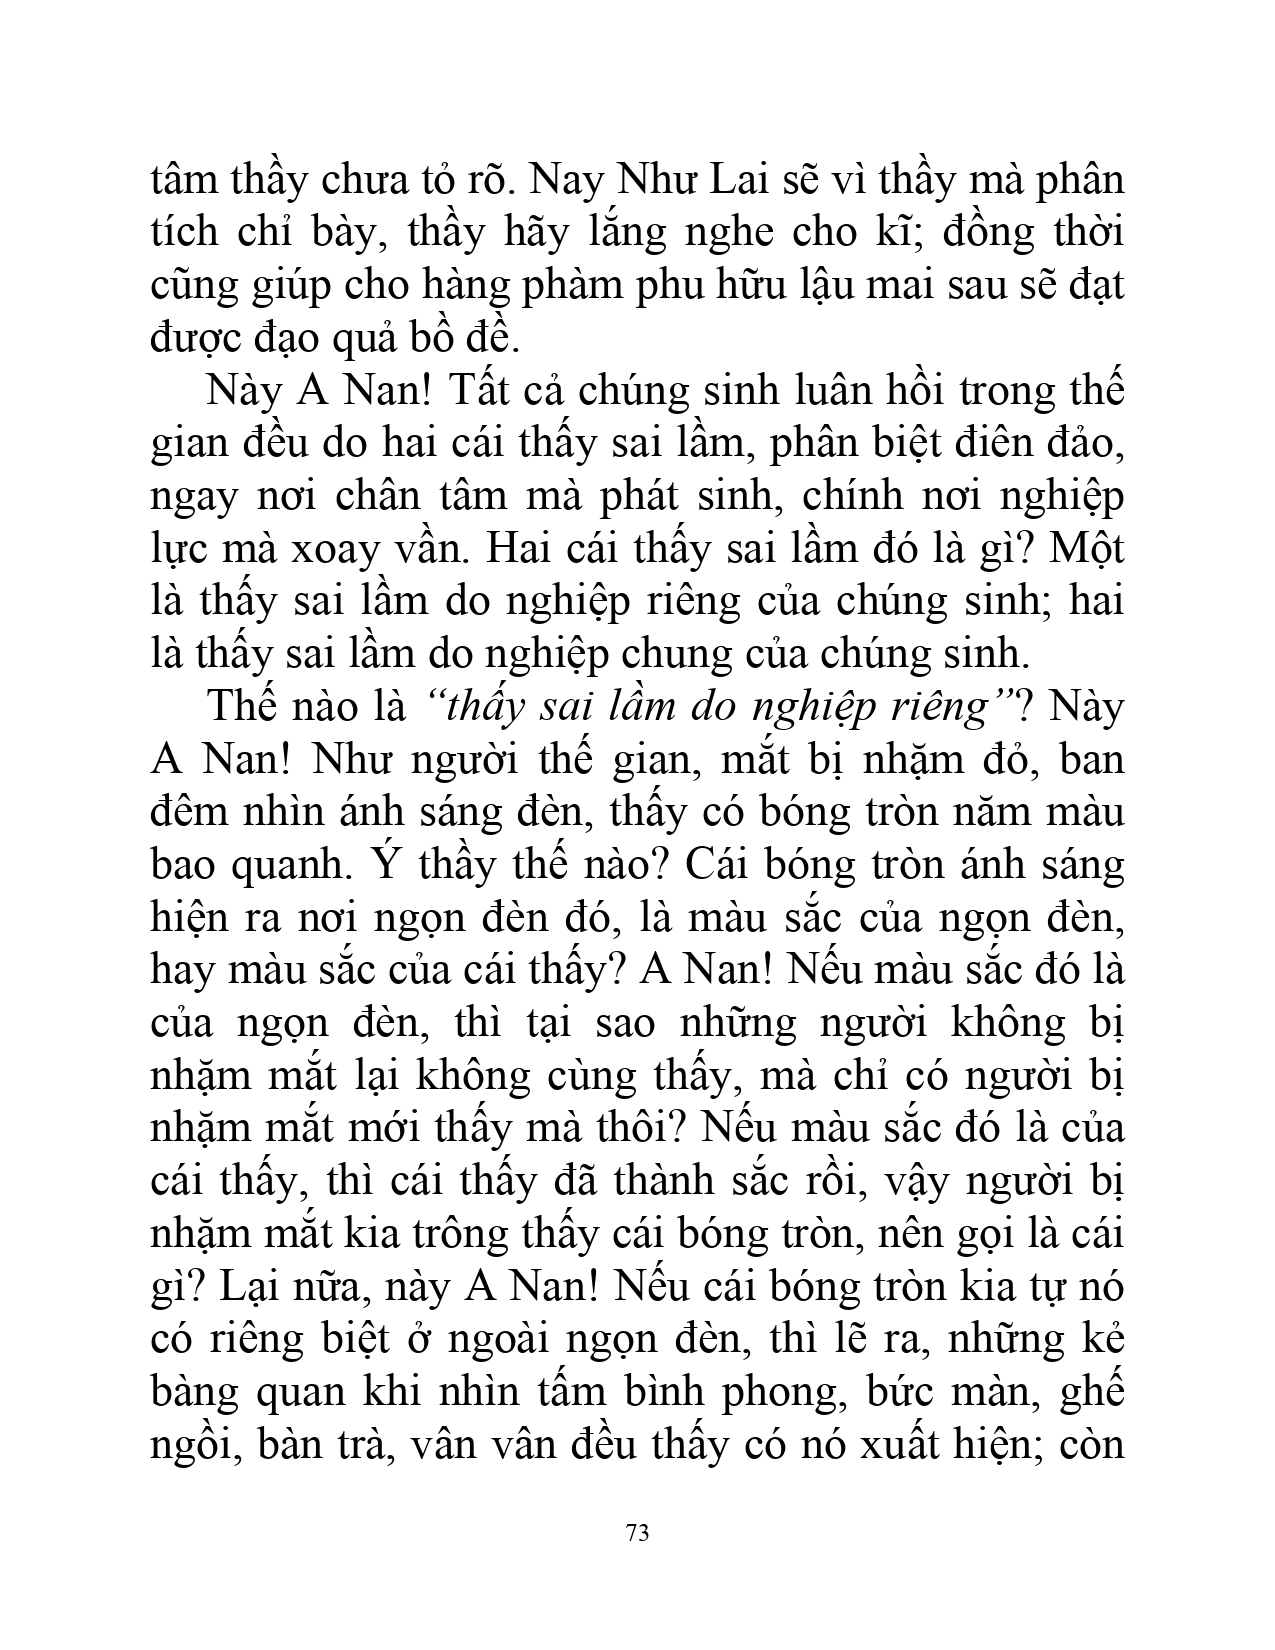 tâm thầy chưa tỏ rõ. Nay Như Lai sẽ vì thầy mà phân
tích chỉ bày, thầy hãy lắng nghe cho kĩ; đồng thời
cũng giúp cho hàng phàm phu hữu lậu mai sau sẽ đạt
được đạo quả bồ đề.
Này A Nan! Tất cả chúng sinh luân hồi trong thế
gian đều do hai cái thấy sai lầm, phân biệt điên đảo,
ngay nơi chân tâm mà phát sinh, chính nơi nghiệp
lực mà xoay vần. Hai cái thấy sai lầm đó là gì? Một
là thấy sai lầm do nghiệp riêng của chúng sinh; hai
là thấy sai lầm do nghiệp chung của chúng sinh.
Thế nào là “thấy sai lầm do nghiệp riêng”? Này
A Nan! Như người thế gian, mắt bị nhặm đỏ, ban
đêm nhìn ánh sáng đèn, thấy có bóng tròn năm màu
bao quanh. Ý thầy thế nào? Cái bóng tròn ánh sáng
hiện ra nơi ngọn đèn đó, là màu sắc của ngọn đèn,
hay màu sắc của cái thấy? A Nan! Nếu màu sắc đó là
của ngọn đèn, thì tại sao những người không bị
nhặm mắt lại không cùng thấy, mà chỉ có người bị
nhặm mắt mới thấy mà thôi? Nếu màu sắc đó là của
cái thấy, thì cái thấy đã thành sắc rồi, vậy người bị
nhặm mắt kia trông thấy cái bóng tròn, nên gọi là cái
gì? Lại nữa, này A Nan! Nếu cái bóng tròn kia tự nó
có riêng biệt ở ngoài ngọn đèn, thì lẽ ra, những kẻ
bàng quan khi nhìn tấm bình phong, bức màn, ghế
ngồi, bàn trà, vân vân đều thấy có nó xuất hiện; còn
73